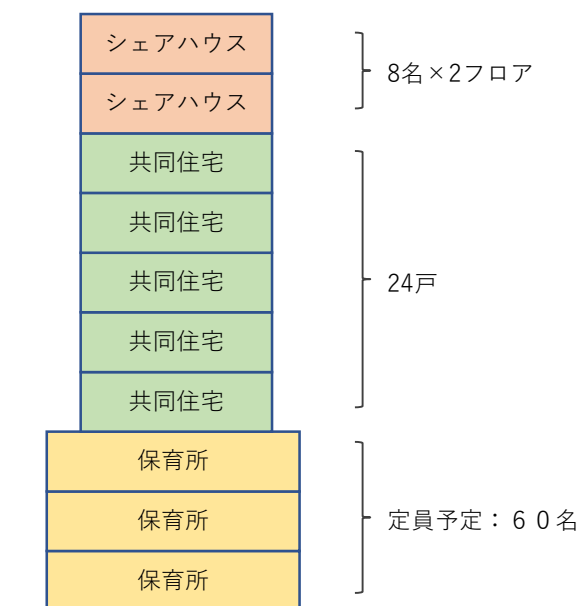 シェアハウス
シェアハウス
8名×2フロア
共同住宅
共同住宅
共同住宅
共同住宅
共同住宅
24戸
保育所
保育所
保育所
定員予定：６０名